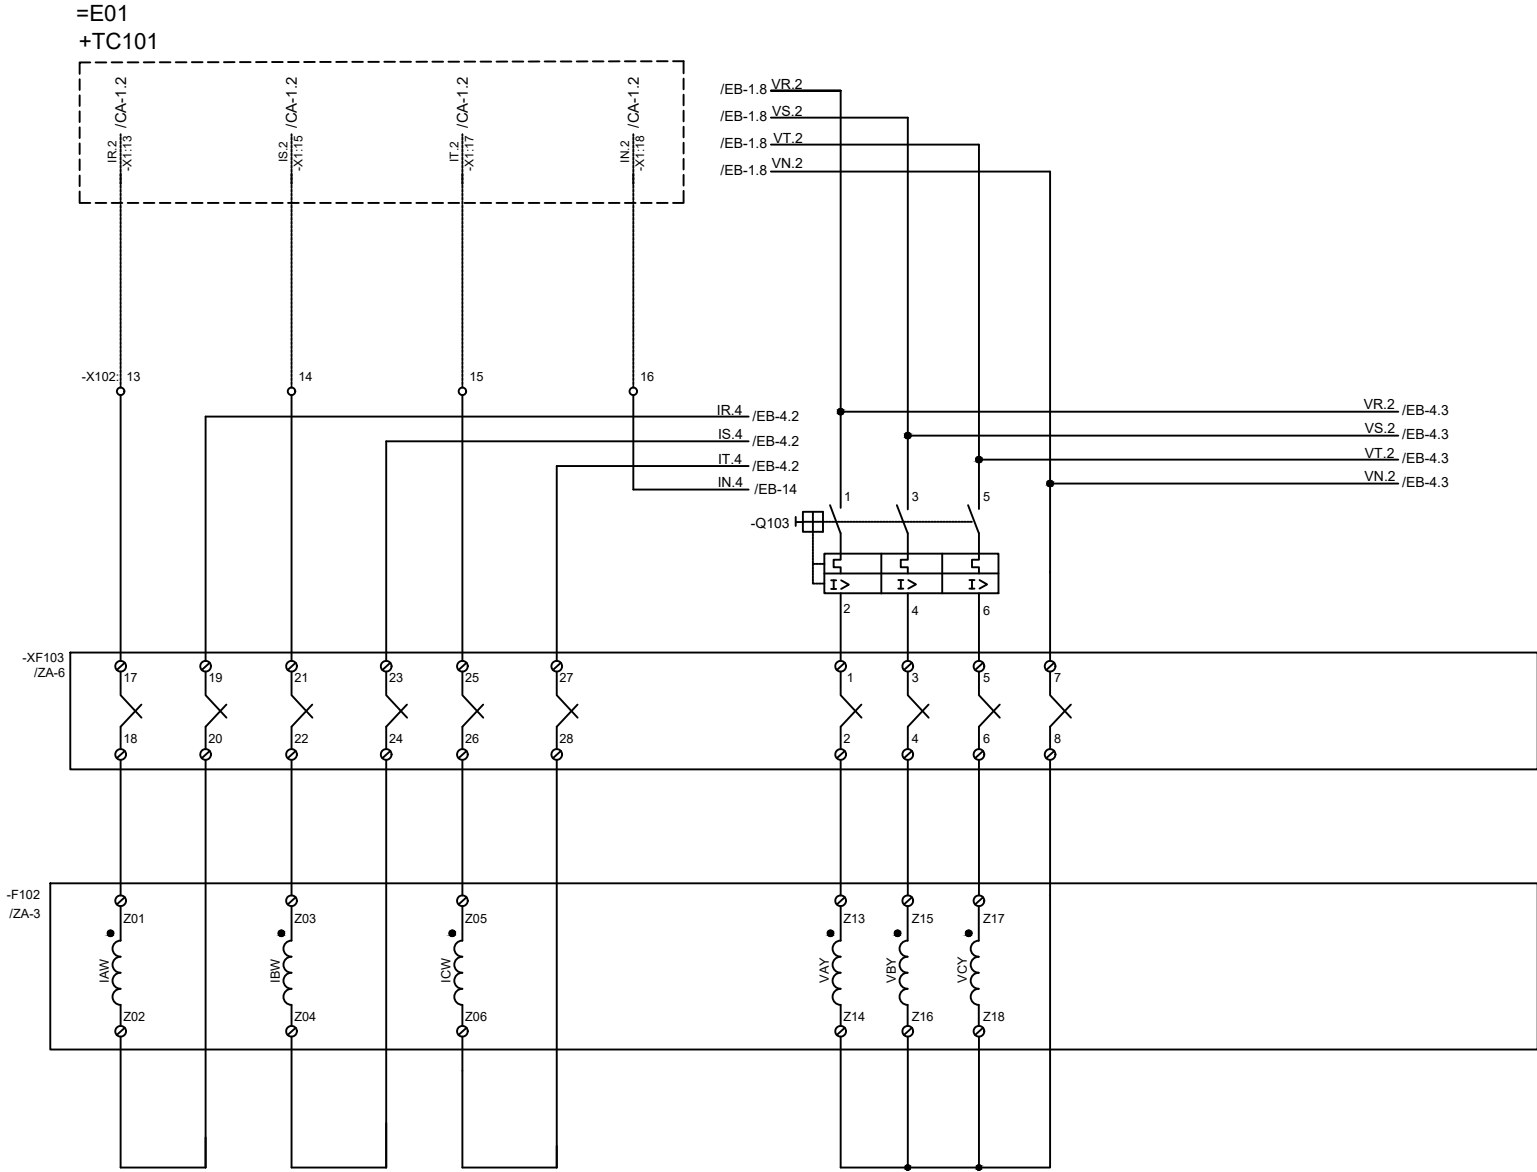 =E01
+TC101
IR.2
-X1:13
/CA-1.2
IS.2
-X1:15
/CA-1.2
IT.2
-X1:17
/CA-1.2
IN.2
-X1:18
/CA-1.2
/EB-1.8 VR.2
/EB-1.8 VS.2
/EB-1.8 VT.2
/EB-1.8 VN.2
-X102: 13
14
15
16
IR.4 /EB-4.2
IS.4 /EB-4.2
IT.4 /EB-4.2
IN.4 /EB-14
VR.2 /EB-4.3
VS.2 /EB-4.3
VT.2 /EB-4.3
VN.2 /EB-4.3
1 3 5
-Q103
I> I> I>
2 4 6
-XF103
/ZA-6
17 19 21 23 25 27 1 3 5 7
18 20 22 24 26 28 2 4 6 8
-F102
/ZA-3
Z01 Z03 Z05 Z13 Z15 Z17
IAW IBW ICW VAY VBY VCY
Z02 Z04 Z06 Z14 Z16 Z18